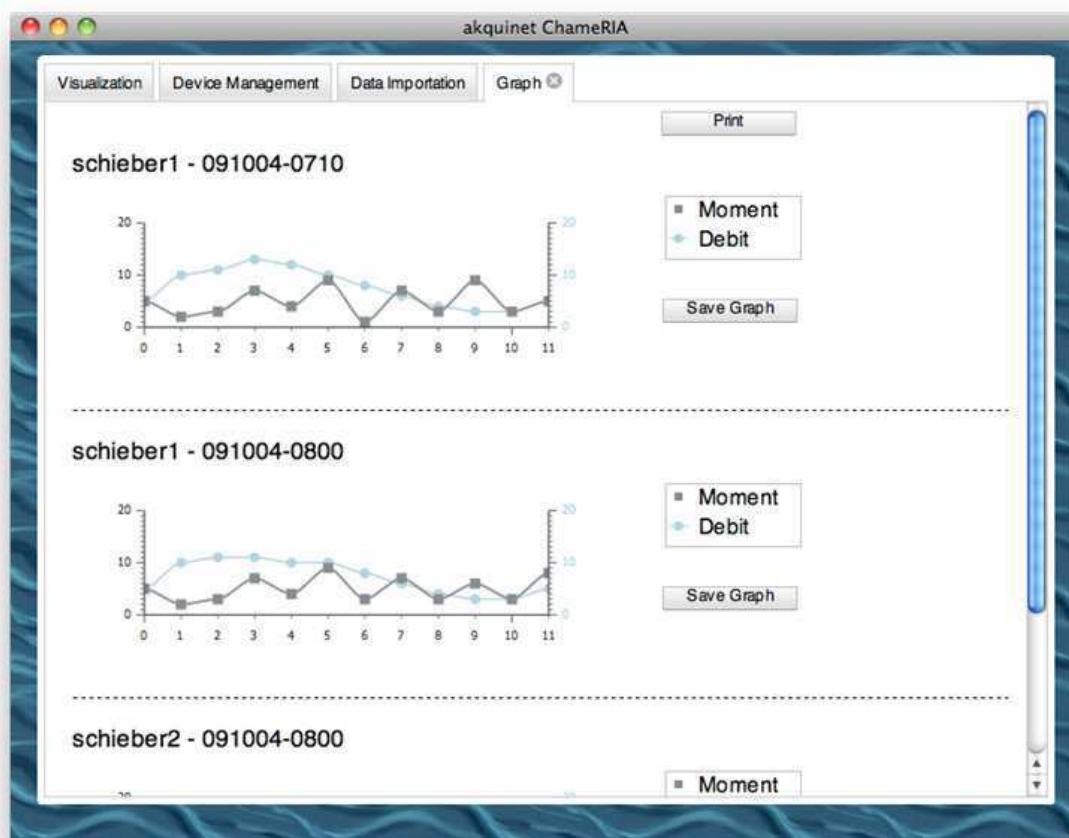 akquinet ChameRIA
Visualization Device Management Data Importation Graph
Print
schieber1 - 091004-0710
Moment
Debit
20 20
10 10
0 0
0 1 2 3 4 5 6 7 8 9 10 11
Save Graph
schieber1 - 091004-0800
Moment
Debit
20 20
10 10
0 0
0 1 2 3 4 5 6 7 8 9 10 11
Save Graph
schieber2 - 091004-0800
Moment
20 20